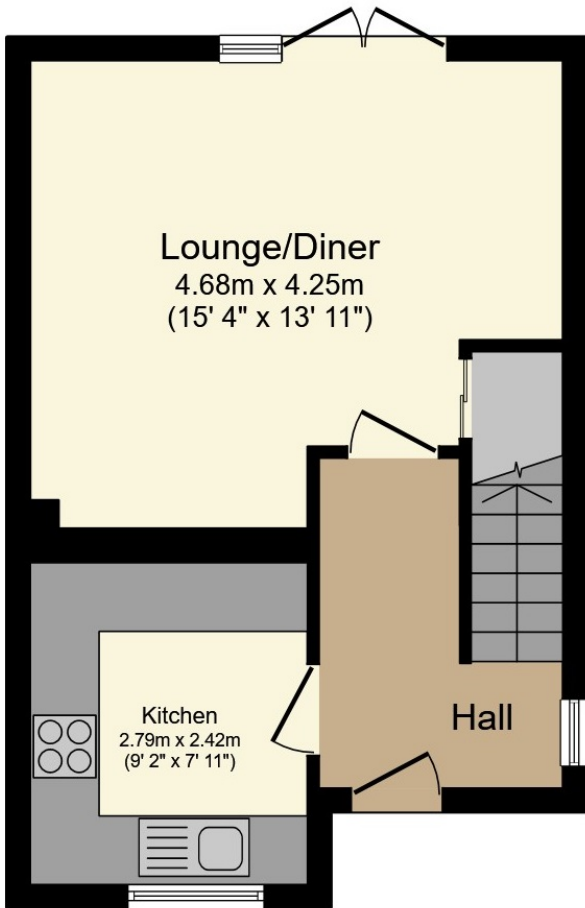 Lounge/Diner
4.68m x 4.25m
(15' 4" x 13' 11")
Kitchen
2.79m x 2.42m
(9' 2" x 7' 11")
Hall